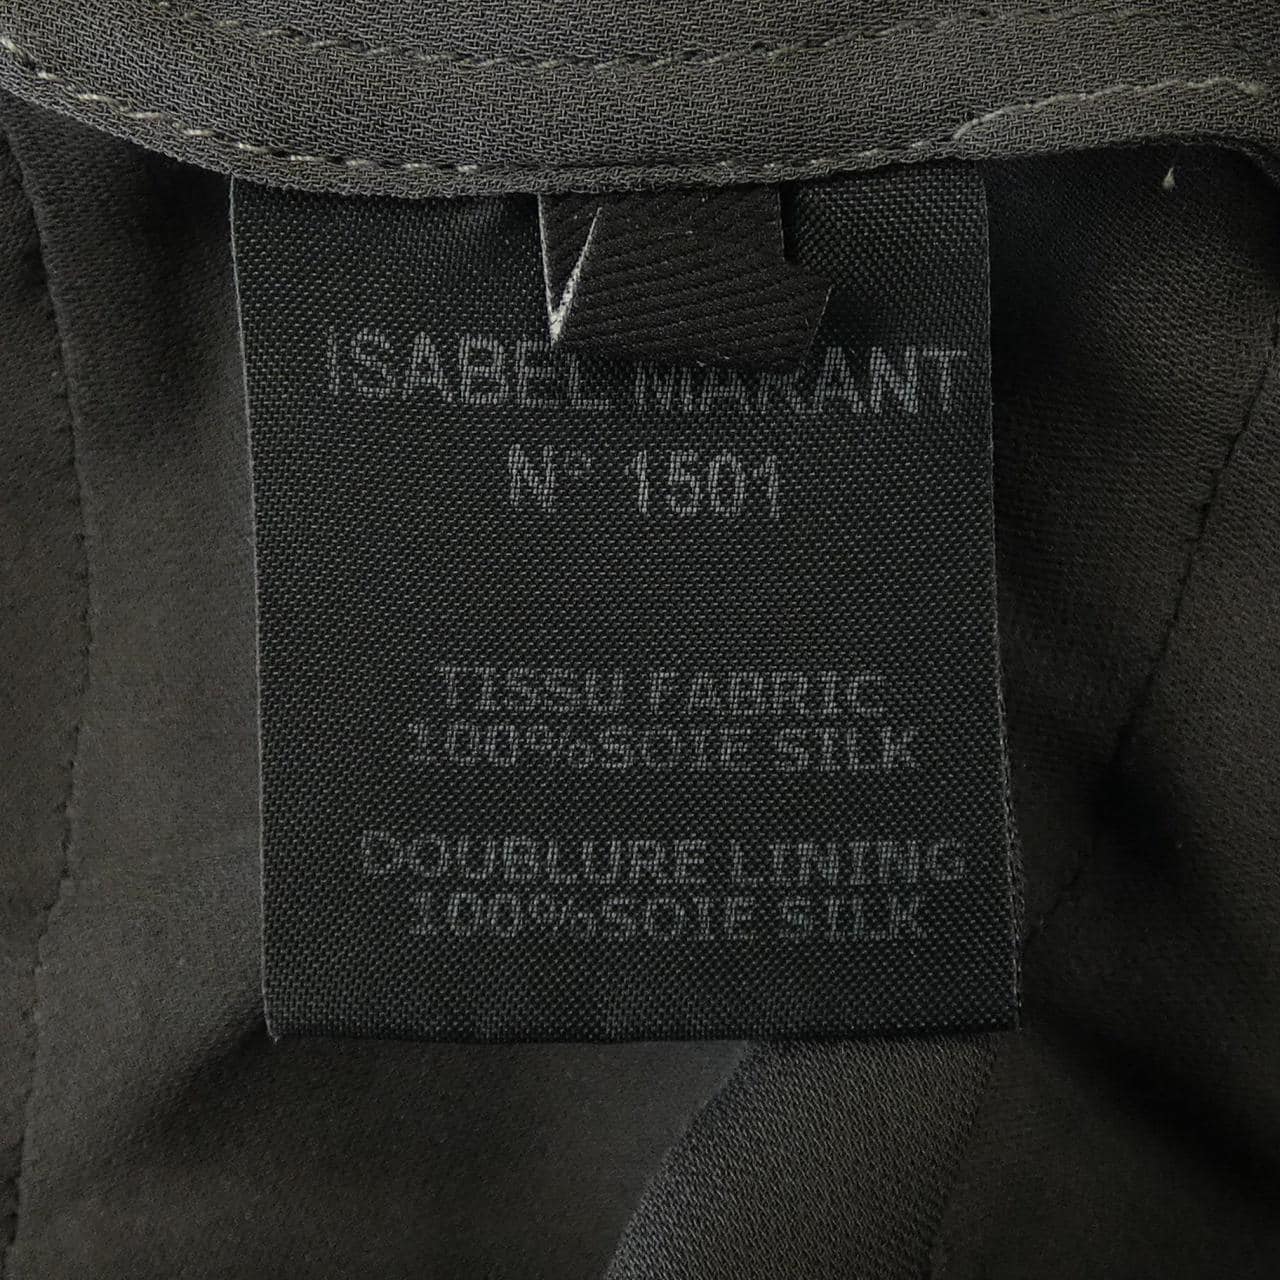 ISABEL MARANT
N° 1501
TISSU FABRIC
100%SOIE SILK
DOUBLURE LINING
100%SOIE SILK